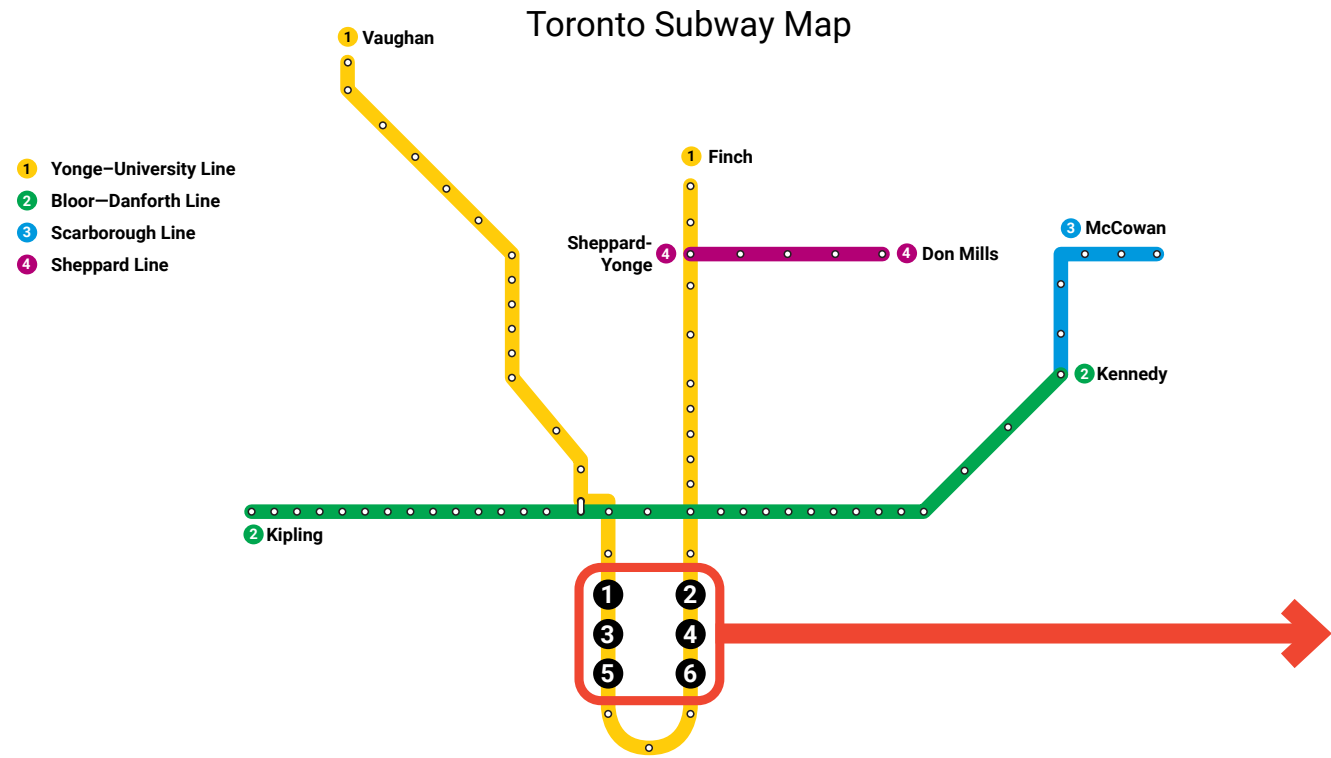 Toronto Subway Map
1 Vaughan
1 Yonge–University Line
2 Bloor—Danforth Line
3 Scarborough Line
4 Sheppard Line
1 Finch
Sheppard-
Yonge 4
4 Don Mills
3 McCowan
2 Kennedy
2 Kipling
1 2
3 4
5 6